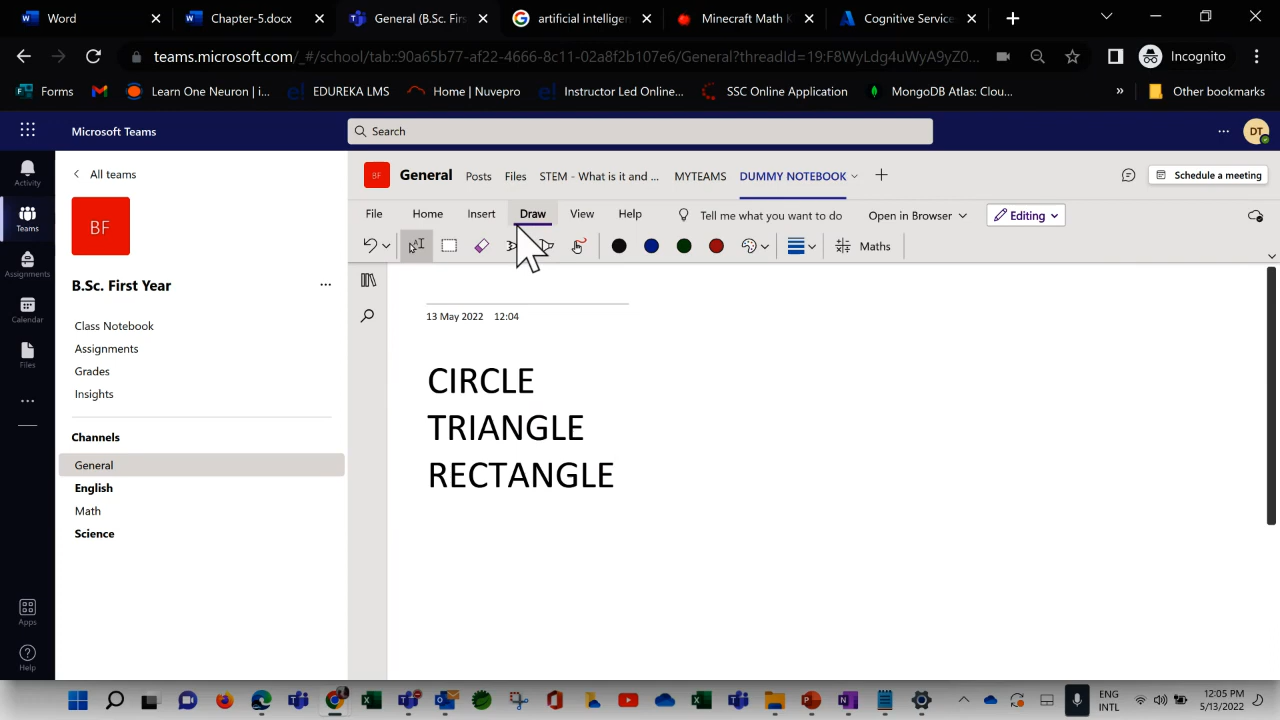 Word
Chapter-5.docx
General (B.Sc. Firs
artificial intelligen
Minecraft Math K
Cognitive Service
teams.microsoft.com/_#/school/tab::90a65b77-af22-4666-8c11-02a8f2b107e6/General?threadId=19:F8WyLdg4uWyA9yZ0...
Incognito
Forms
Learn One Neuron | i...
EDUREKA LMS
Home | Nuvepro
Instructor Led Online...
SSC Online Application
MongoDB Atlas: Clou...
Other bookmarks
Microsoft Teams
Search
DT
Activity
Teams
Assignments
Calendar
Files
Apps
Help
All teams
BF
B.Sc. First Year
Class Notebook
Assignments
Grades
Insights
Channels
General
English
Math
Science
BF
General
Posts
Files
STEM - What is it and ...
MYTEAMS
DUMMY NOTEBOOK
Schedule a meeting
File
Home
Insert
Draw
View
Help
Tell me what you want to do
Open in Browser
Editing
Maths
13 May 2022 12:04
CIRCLE
TRIANGLE
RECTANGLE
ENG
INTL
12:05 PM
5/13/2022